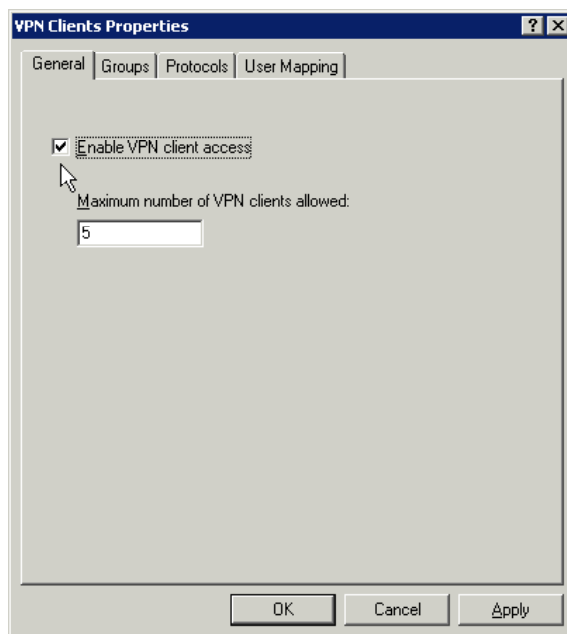 VPN Clients Properties
General Groups Protocols User Mapping
Enable VPN client access
Maximum number of VPN clients allowed:
5
OK Cancel Apply